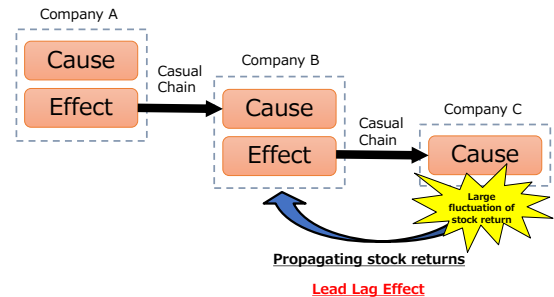 Company A
Cause
Effect
Casual
Chain
Company B
Cause
Effect
Casual
Chain
Company C
Cause
Large
fluctuation of
stock return
Propagating stock returns
Lead Lag Effect